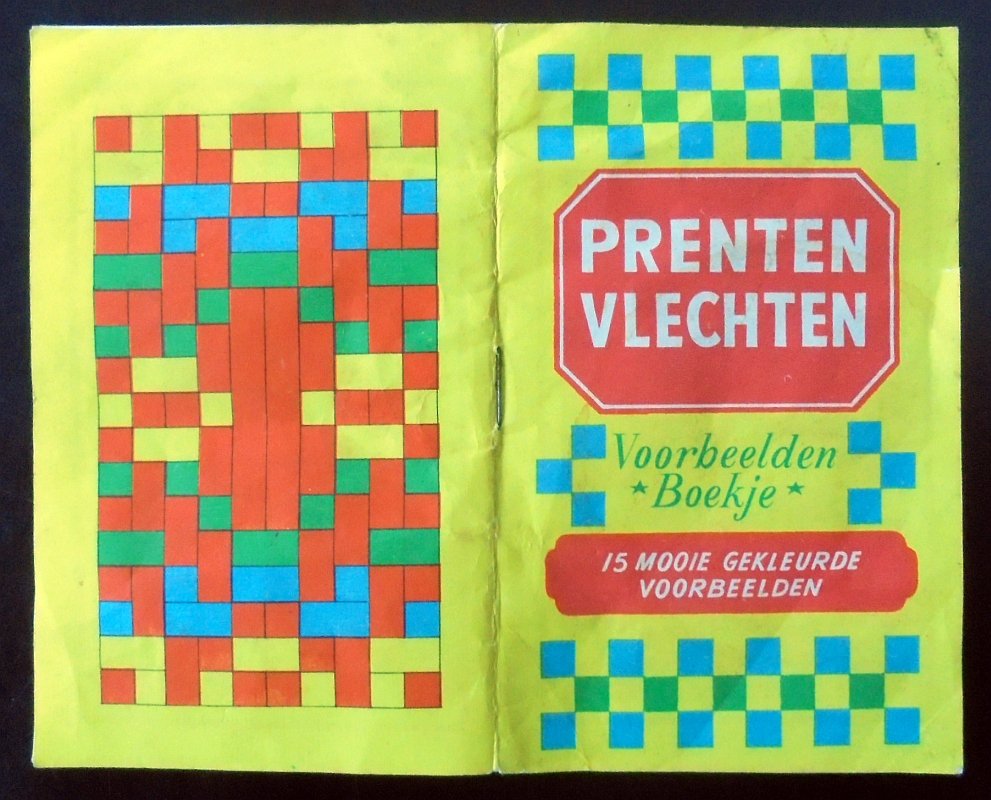 PRENTEN
VLECHTEN
Voorbeelden
★ Boekje ★
15 MOOIE GEKLEURDE
VOORBEELDEN